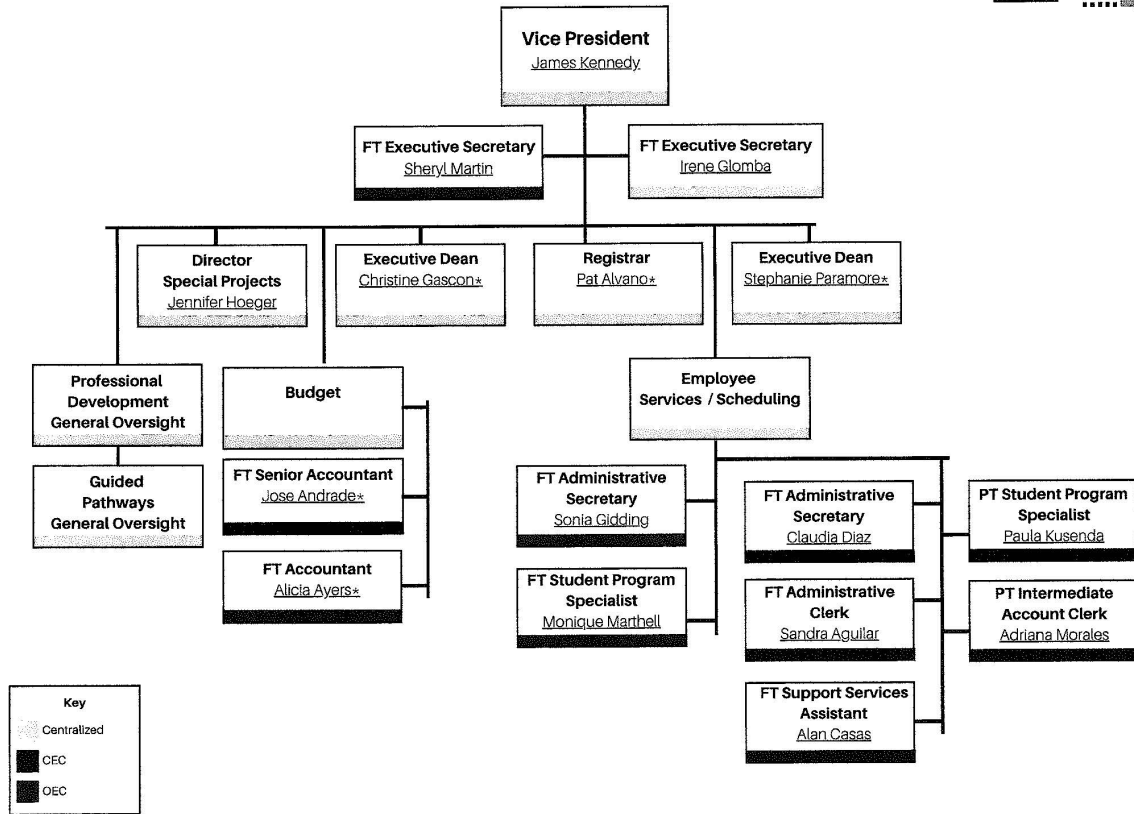 Vice President
James Kennedy
FT Executive Secretary
Sheryl Martin
FT Executive Secretary
Irene Glomba
Director
Special Projects
Jennifer Hoeger
Executive Dean
Christine Gascon*
Registrar
Pat Alvano*
Executive Dean
Stephanie Paramore*
Professional
Development
General Oversight
Guided
Pathways
General Oversight
Budget
FT Senior Accountant
Jose Andrade*
FT Accountant
Alicia Ayers*
Employee
Services / Scheduling
FT Administrative
Secretary
Sonia Gidding
FT Student Program
Specialist
Monique Marthell
FT Administrative
Secretary
Claudia Diaz
FT Administrative
Clerk
Sandra Aguilar
FT Support Services
Assistant
Alan Casas
PT Student Program
Specialist
Paula Kusenda
PT Intermediate
Account Clerk
Adriana Morales
Key
Centralized
CEC
OEC